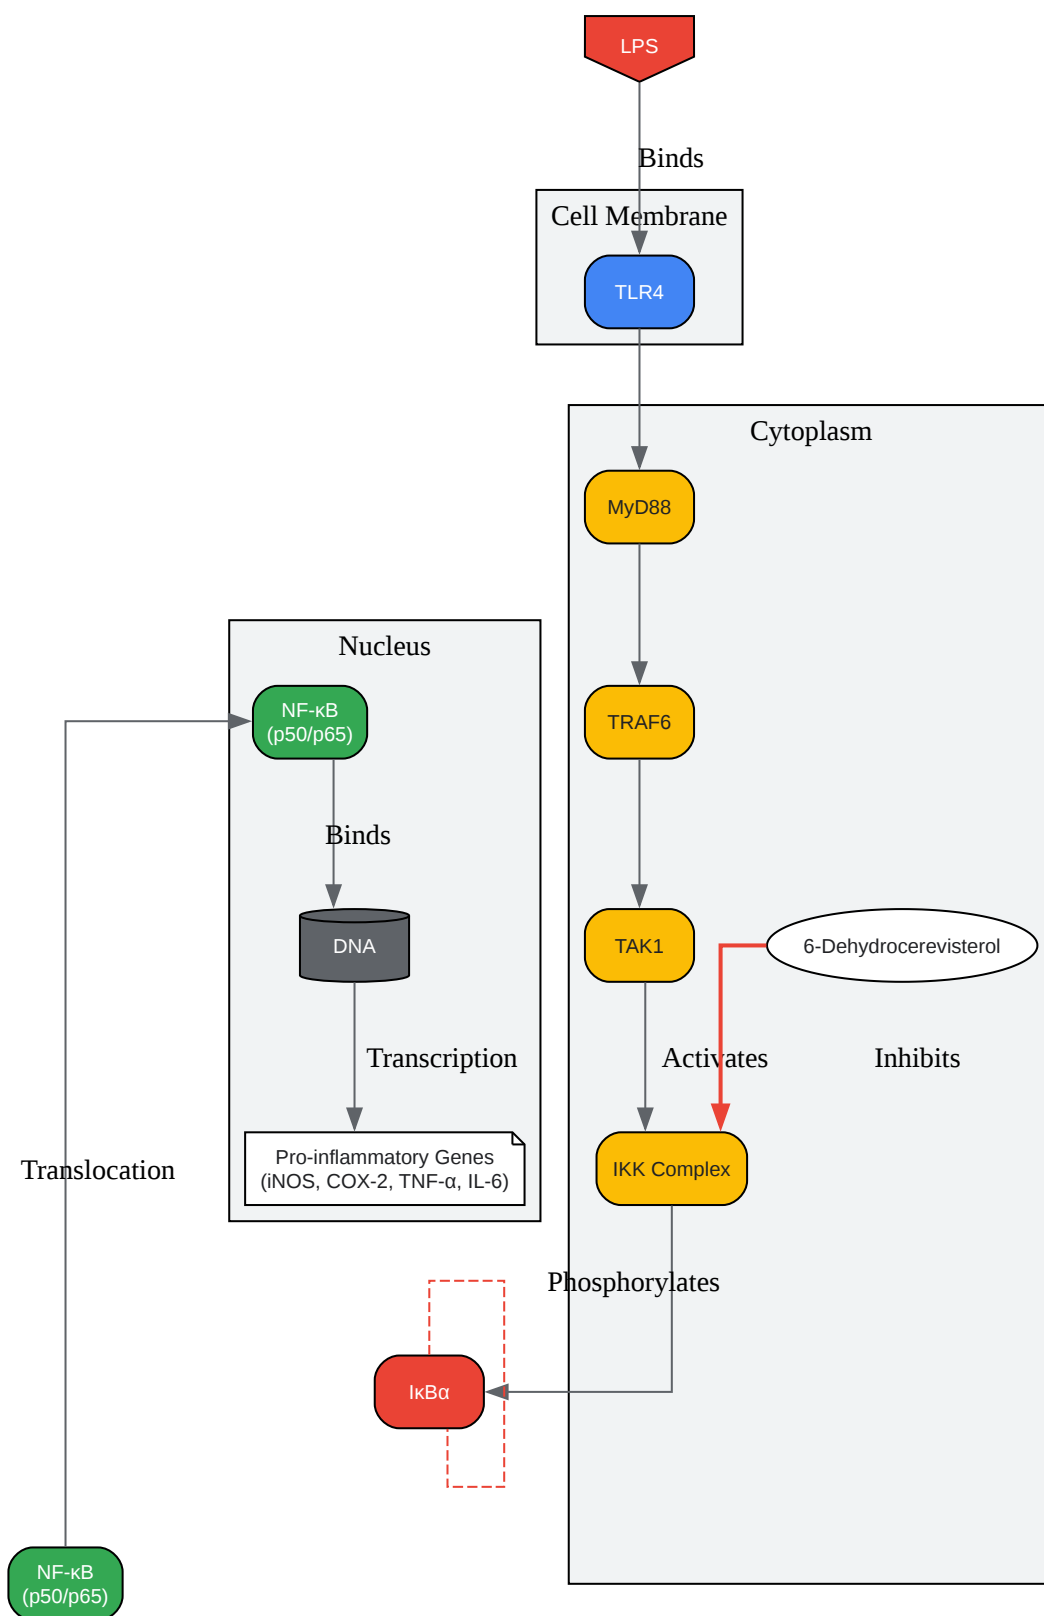 LPS
Binds
Cell Membrane
TLR4
Cytoplasm
MyD88
Nucleus
NF-κB
(p50/p65)
TRAF6
Binds
DNA
TAK1
6-Dehydrocerevisterol
Transcription
Activates
Inhibits
Pro-inflammatory Genes
(iNOS, COX-2, TNF-α, IL-6)
Translocation
IKK Complex
Phosphorylates
IκBα
NF-κB
(p50/p65)